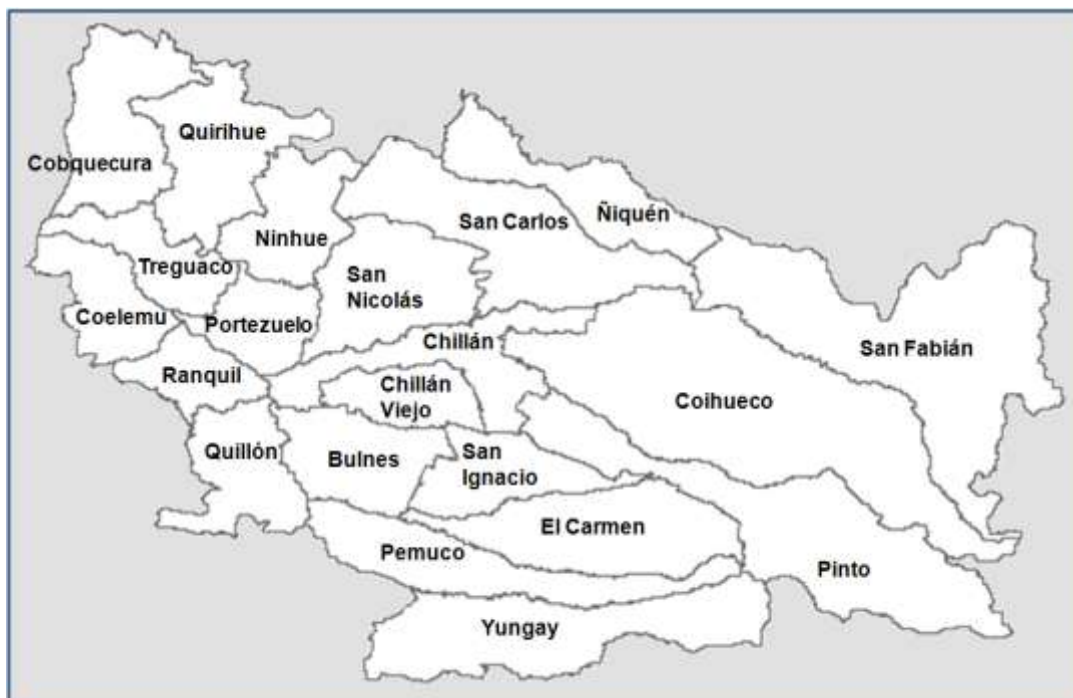 Quirihue
Cobquecura
Ñiquén
San Carlos
Ninhue
Treguaco
San
Nicolás
Coelemu
Portezuelo
Chillán
San Fabián
Ranquil
Chillán
Viejo
Coihueco
Quillón
Bulnes
San
Ignacio
El Carmen
Pemuco
Pinto
Yungay